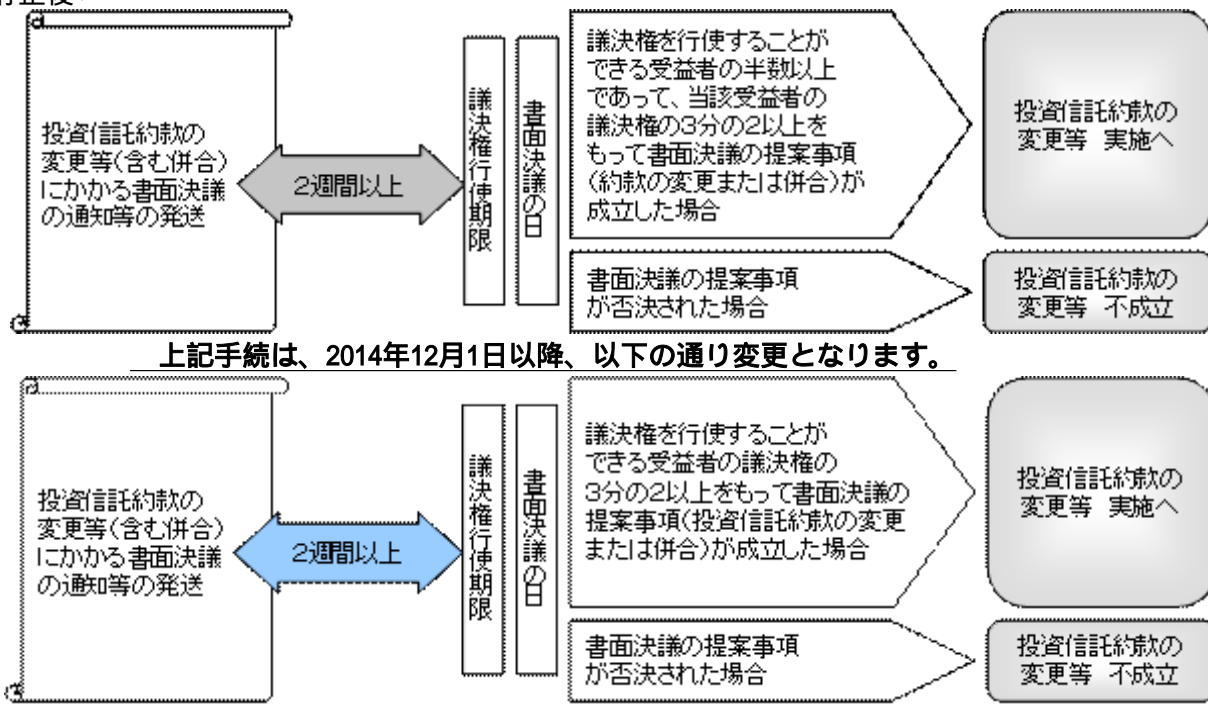 投資信託約款の
変更等(含む併合)
にかかる書面決議
の通知等の発送
2週間以上
議決権行使期限
書面決議の日
議決権を行使することが
できる受益者の半数以上
であって、当該受益者の
議決権の3分の2以上を
もって書面決議の提案事項
(約款の変更または併合)が
成立した場合
投資信託約款の
変更等 実施へ
書面決議の提案事項
が否決された場合
投資信託約款の
変更等 不成立
上記手続は、2014年12月1日以降、以下の通り変更となります。
投資信託約款の
変更等(含む併合)
にかかる書面決議
の通知等の発送
2週間以上
議決権行使期限
書面決議の日
議決権を行使することが
できる受益者の議決権の
3分の2以上をもって書面決議の
提案事項(投資信託約款の変更
または併合)が成立した場合
投資信託約款の
変更等 実施へ
書面決議の提案事項
が否決された場合
投資信託約款の
変更等 不成立